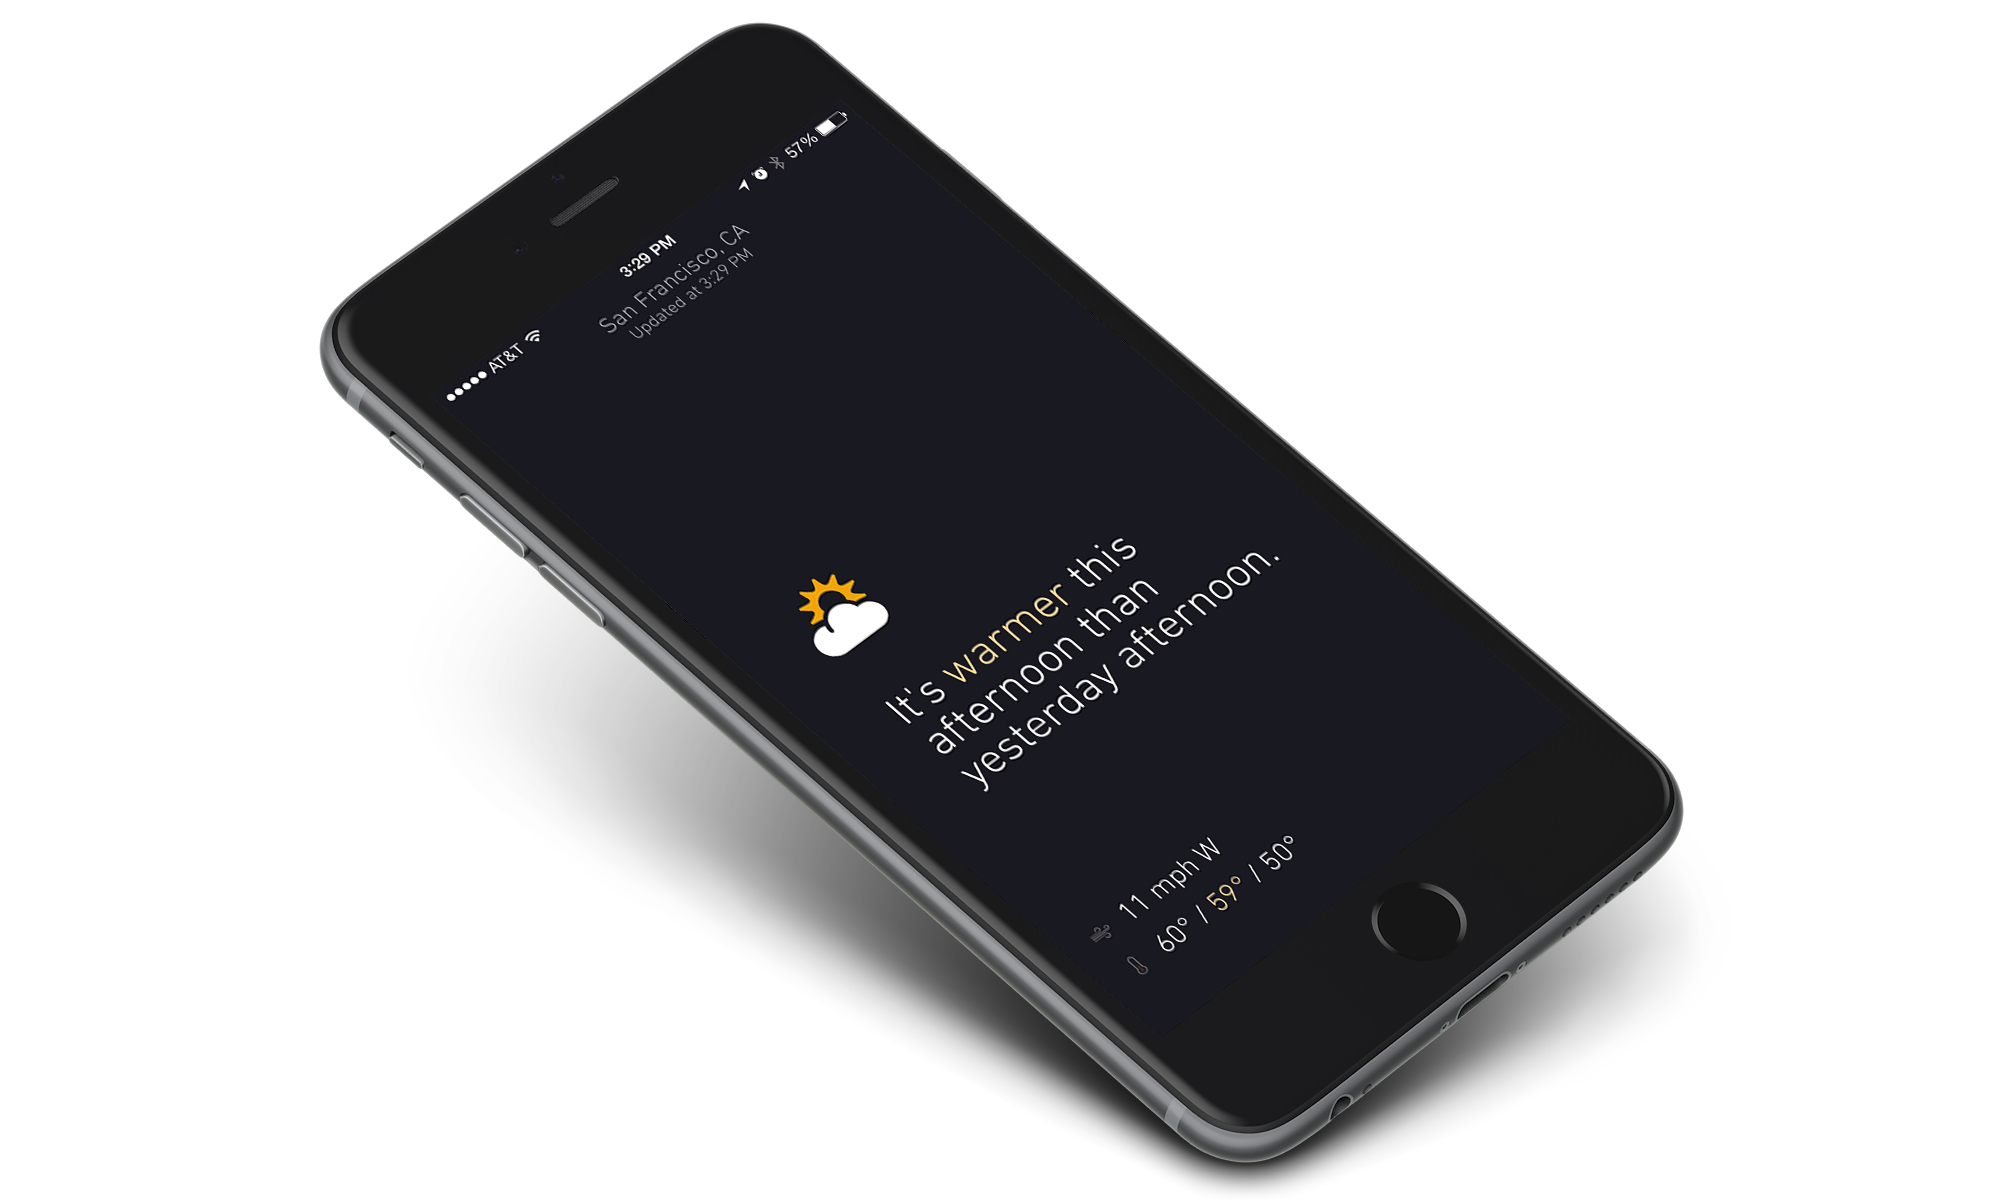 AT&T
3:29 PM
57%
San Francisco, CA
Updated at 3:29 PM
It's warmer this
afternoon than
yesterday afternoon.
11 mph W
60° / 59° / 50°